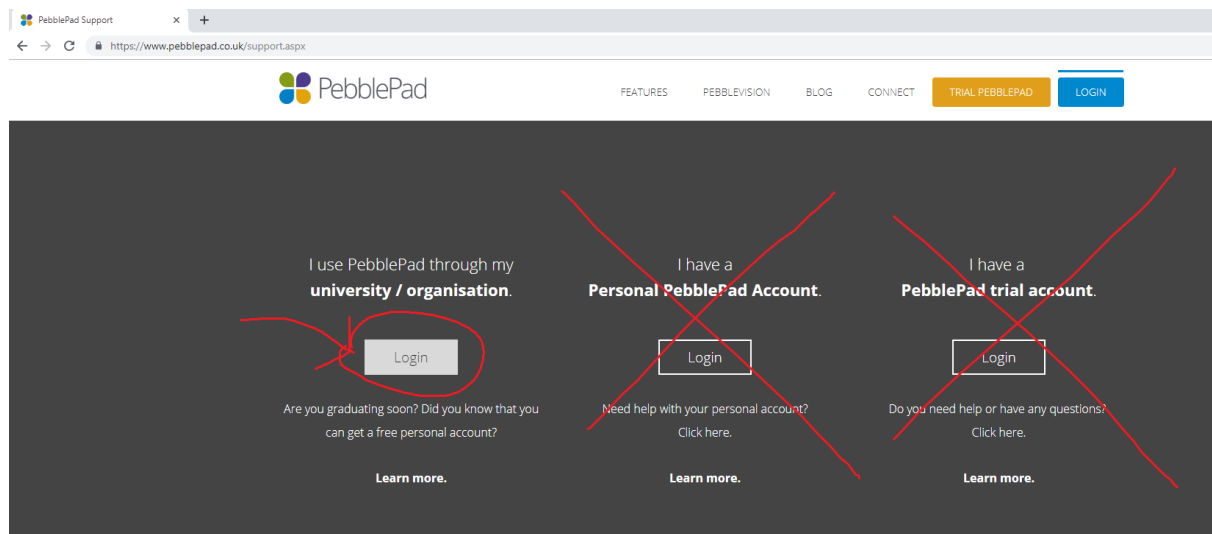 PebblePad Support
https://www.pebblepad.co.uk/support.aspx
PebblePad
FEATURES PEBBLEVISION BLOG CONNECT TRIAL PEBBLEPAD LOGIN
I use PebblePad through my
university / organisation.
Login
Are you graduating soon? Did you know that you
can get a free personal account?
Learn more.
I have a
Personal PebblePad Account.
Login
Need help with your personal account?
Click here.
Learn more.
I have a
PebblePad trial account.
Login
Do you need help or have any questions?
Click here.
Learn more.